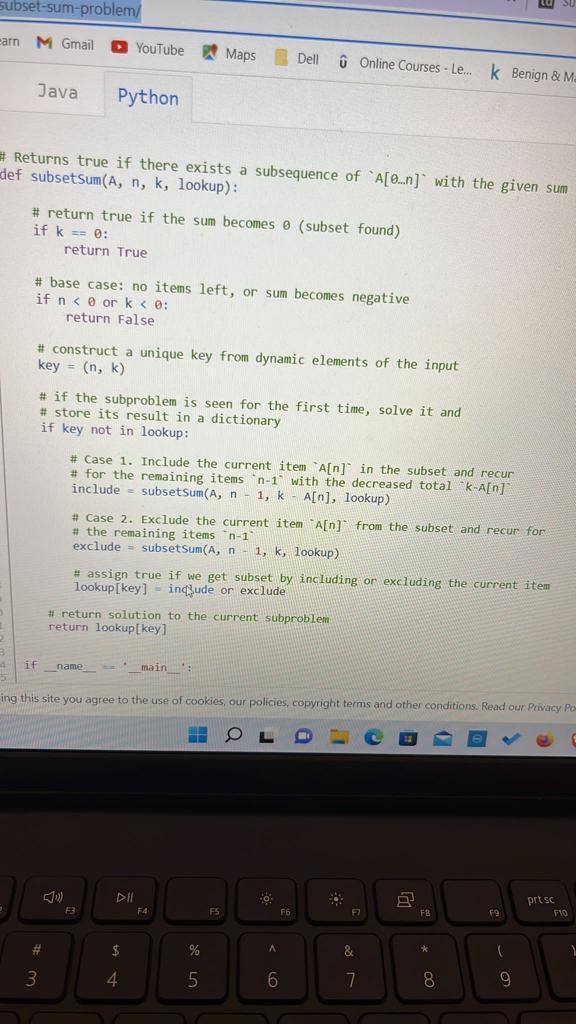 subset-sum-problem/
earn Gmail YouTube Maps Dell Online Courses - Le... Benign & Ma
Java Python
# Returns true if there exists a subsequence of `A[0…n]` with the given sum
def subsetSum(A, n, k, lookup):
# return true if the sum becomes 0 (subset found)
if k == 0:
return True
# base case: no items left, or sum becomes negative
if n < 0 or k < 0:
return False
# construct a unique key from dynamic elements of the input
key = (n, k)
# if the subproblem is seen for the first time, solve it and
# store its result in a dictionary
if key not in lookup:
# Case 1. Include the current item `A[n]` in the subset and recur
# for the remaining items `n-1` with the decreased total `k-A[n]`
include = subsetSum(A, n - 1, k - A[n], lookup)
# Case 2. Exclude the current item `A[n]` from the subset and recur for
# the remaining items `n-1`
exclude = subsetSum(A, n - 1, k, lookup)
# assign true if we get subset by including or excluding the current item
lookup[key] = include or exclude
# return solution to the current subproblem
return lookup[key]
if __name__ == '__main__':
ing this site you agree to the use of cookies, our policies, copyright terms and other conditions. Read our Privacy Po
F3 F4 F5 F6 F7 F8 F9 prt sc F10
# $ % ^ & * (
3 4 5 6 7 8 9